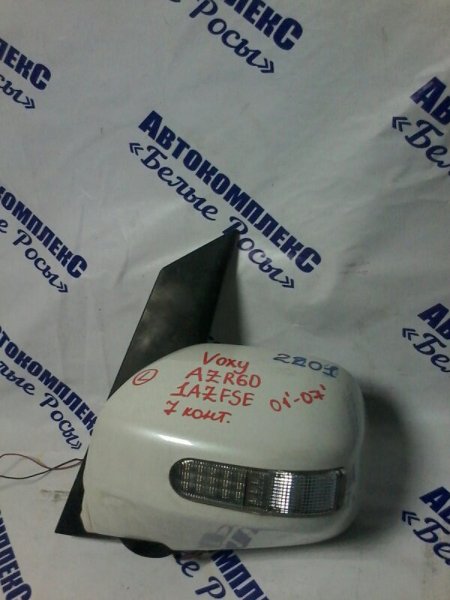 АВТОКОМПЛЕКС
«БЕЛЫЕ РОСЫ»
АВТОКОМПЛЕКС
«БЕЛЫЕ РОСЫ»
Voxy 2201
AZR60
1AZFSE 01'-07'
7 конт.